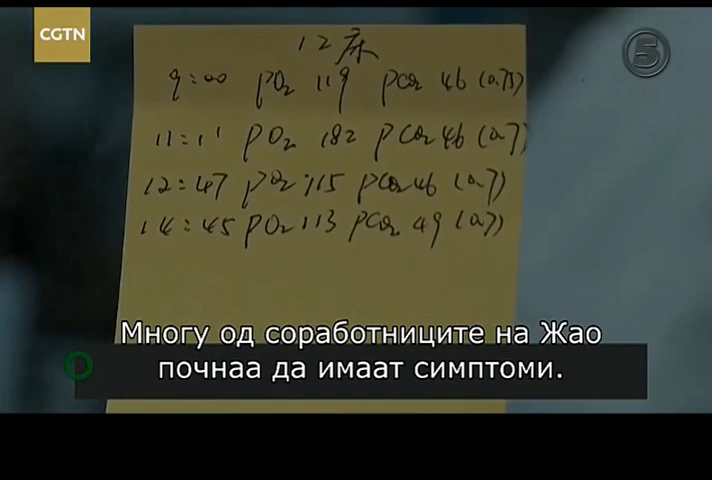 CGTN
5
12床
9:00 PO₂ 119 PCO₂ 46 (0.75)
11:11 PO₂ 182 PCO₂ 46 (0.7)
12:47 PO₂ 115 PCO₂ 46 (0.7)
14:45 PO₂ 113 PCO₂ 49 (0.7)
Многу од соработниците на Жао
почнаа да имаат симптоми.